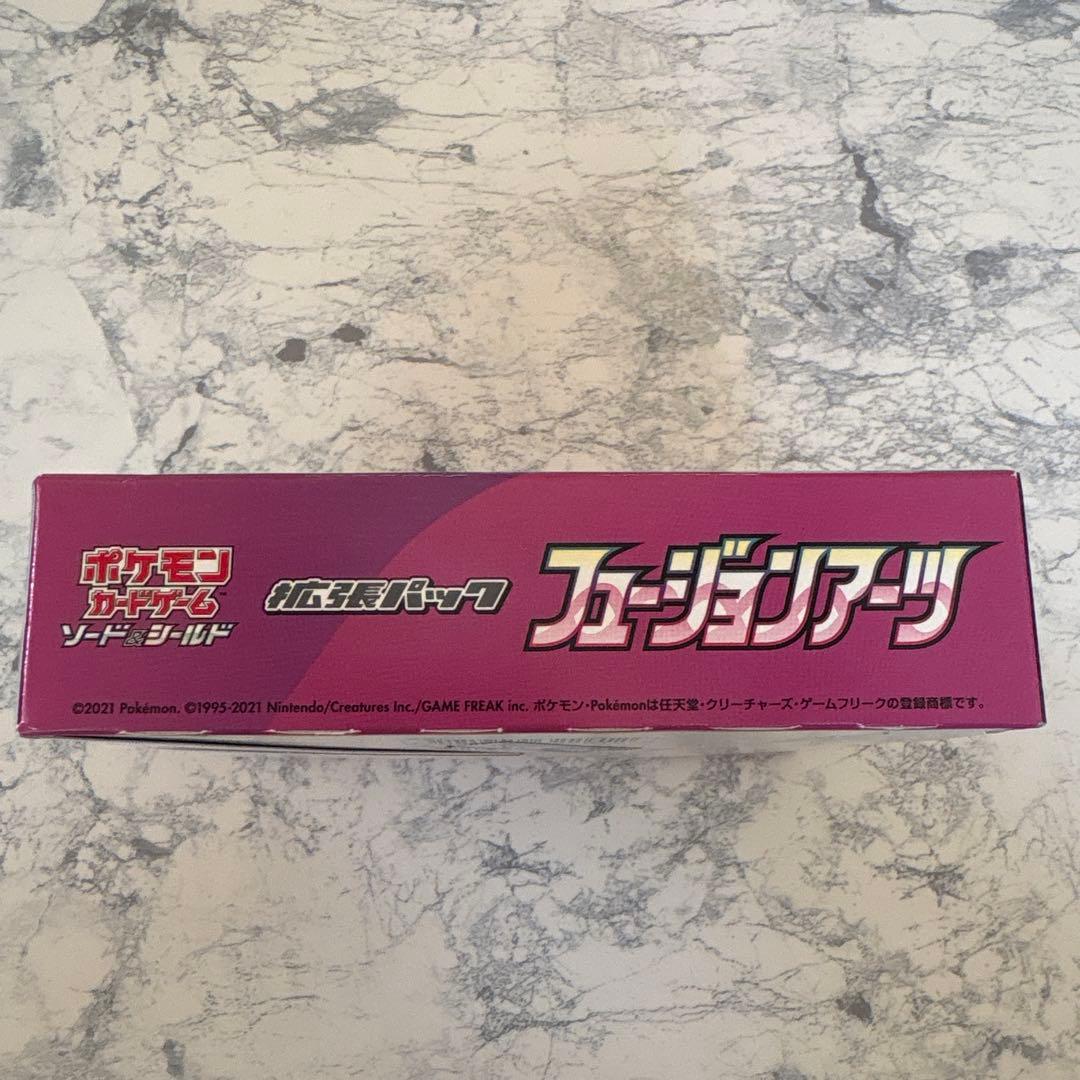 ポケモン
カードゲーム™
ソード&シールド
拡張パック
フュージョンアーツ
©2021 Pokémon. ©1995-2021 Nintendo/Creatures Inc./GAME FREAK inc. ポケモン・Pokémonは任天堂・クリーチャーズ・ゲームフリークの登録商標です。